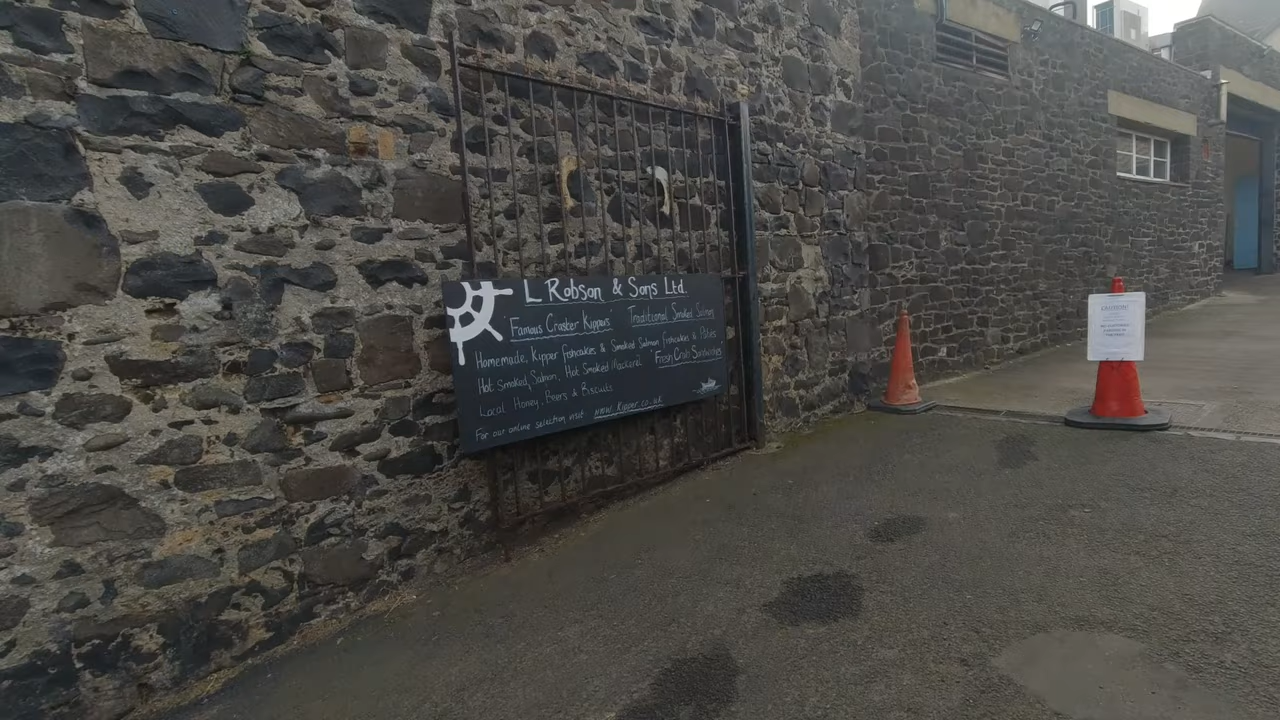 L Robson & Sons Ltd.
Famous Craster Kippers Traditional Smoked Salmon
Homemade, Kipper fishcakes & Smoked Salmon fishcakes & Pates
Hot Smoked Salmon, Hot Smoked Mackerel Fresh Crab Sandwiches
Local Honey, Beers & Biscuits
For our online selection visit www.kipper.co.uk